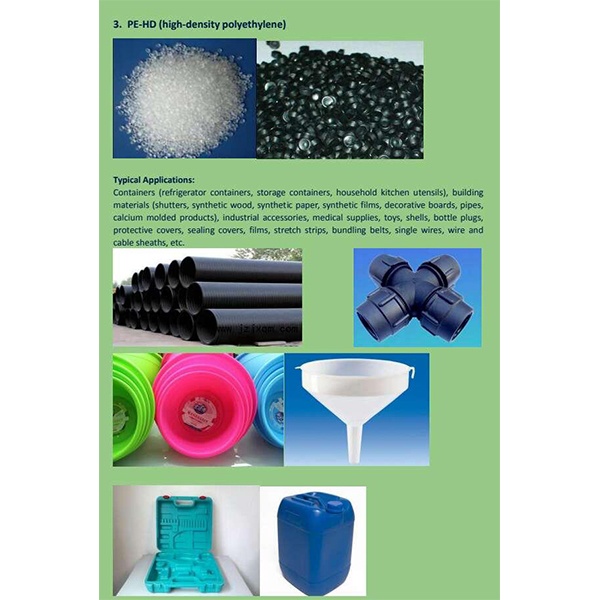 3. PE-HD (high-density polyethylene)
Typical Applications:
Containers (refrigerator containers, storage containers, household kitchen utensils), building
materials (shutters, synthetic wood, synthetic paper, synthetic films, decorative boards, pipes,
calcium molded products), industrial accessories, medical supplies, toys, shells, bottle plugs,
protective covers, sealing covers, films, stretch strips, bundling belts, single wires, wire and
cable sheaths, etc.
www.jzixom.com